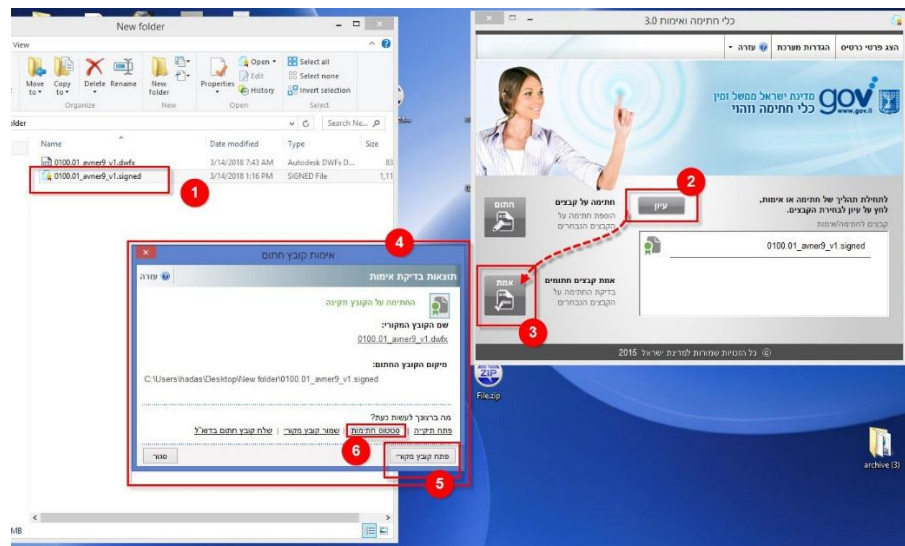 New folder
View
Move to
Copy to
Delete
Rename
New folder
Properties
Open
Edit
History
Select all
Select none
Invert selection
Organize
New
Open
Select
older
Search Ne...
Name
Date modified
Type
Size
0100.01_avner9_v1.dwfx
3/14/2018 7:43 AM
Autodesk DWFx D...
83
0100.01_avner9_v1.signed
3/14/2018 1:16 PM
SIGNED File
1,11
1
4
אימות קובץ חתום
תוצאות בדיקת אימות
עזרה
החתימה על הקובץ תקינה
שם הקובץ המקורי:
0100.01_avner9_v1.dwfx
מיקום הקובץ החתום:
C:\Users\hadas\Desktop\New folder\0100.01_avner9_v1.signed
מה ברצונך לעשות כעת?
פתח תיקייה | סטטוס חתימות | שמור קובץ מקורי | שלח קובץ חתום בדוא"ל
6
פתח קובץ מקורי
סגור
5
MB
כלי חתימה ואימות 3.0
הצג פרטי כרטיס
הגדרות מערכת
עזרה
gov
www.gov.il
מדינת ישראל ממשל זמין
כלי חתימה וזהוי
2
לתחילת תהליך של חתימה או אימות,
לחץ על עיון לבחירת הקבצים.
עיון
קבצים לחתימה/אימות
0100.01_avner9_v1.signed
חתימה על קבצים
הוספת חתימה על
הקבצים הנבחרים
חתום
אמת קבצים חתומים
בדיקת החתימה על
הקבצים הנבחרים
אמת
3
© כל הזכויות שמורות למדינת ישראל 2015
ZIP
File.zip
archive (3)